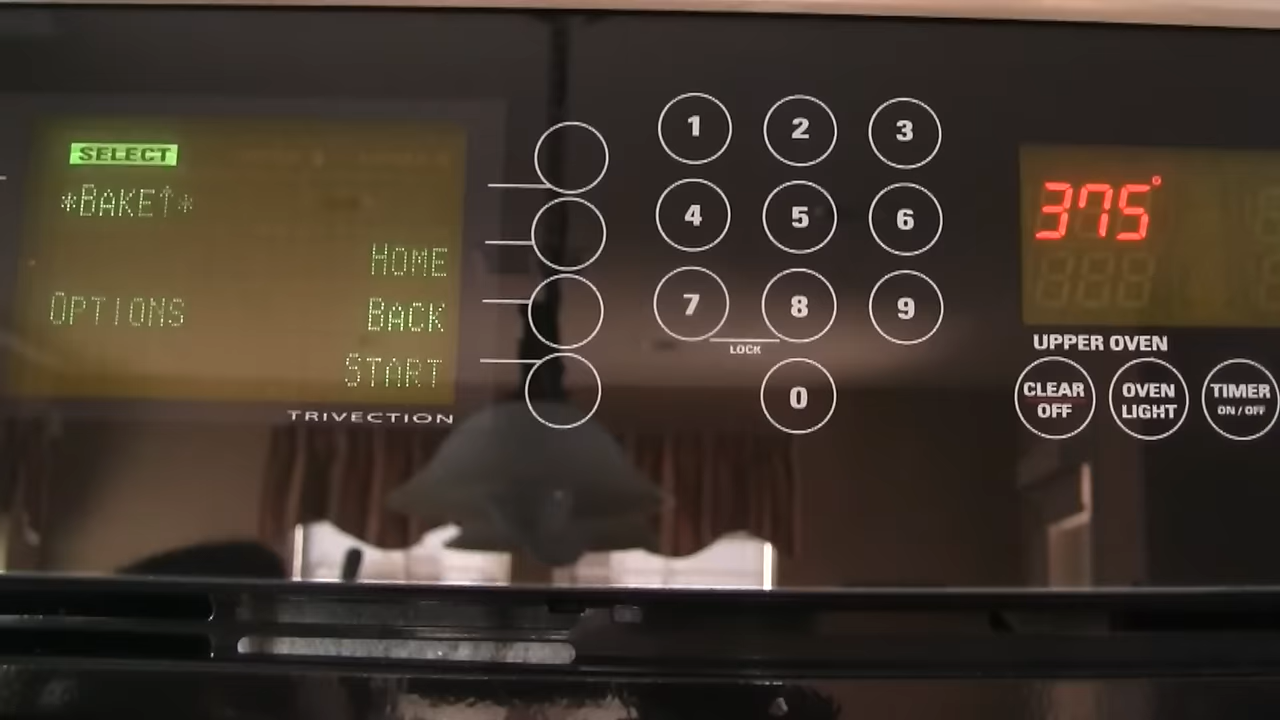 SELECT
*BAKE↑*
HOME
OPTIONS
BACK
START
TRIVECTION
1
2
3
4
5
6
7
8
9
LOCK
0
375°
UPPER OVEN
CLEAR
OFF
OVEN
LIGHT
TIMER
ON / OFF